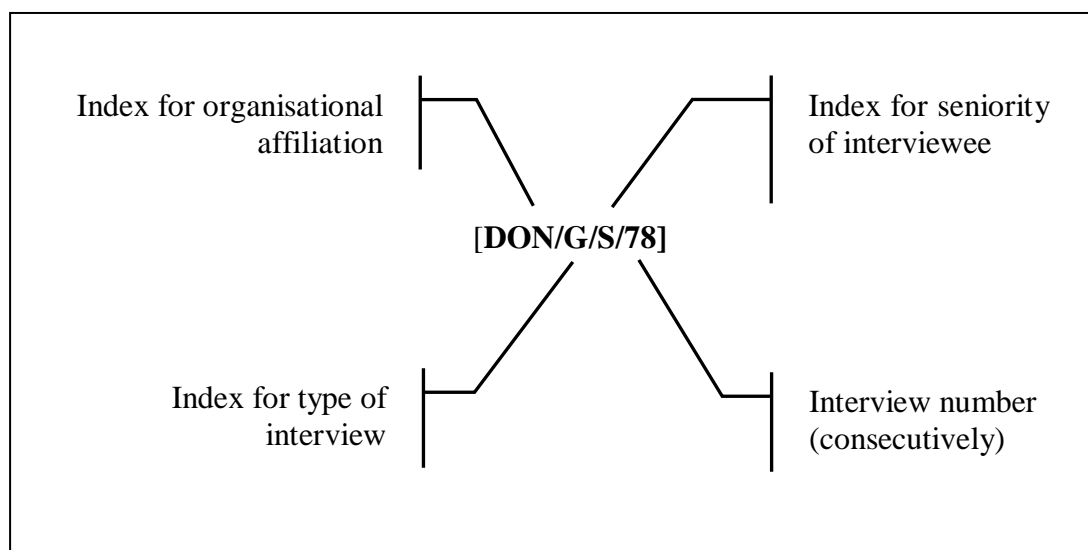 Index for organisational
affiliation
Index for seniority
of interviewee
[DON/G/S/78]
Index for type of
interview
Interview number
(consecutively)